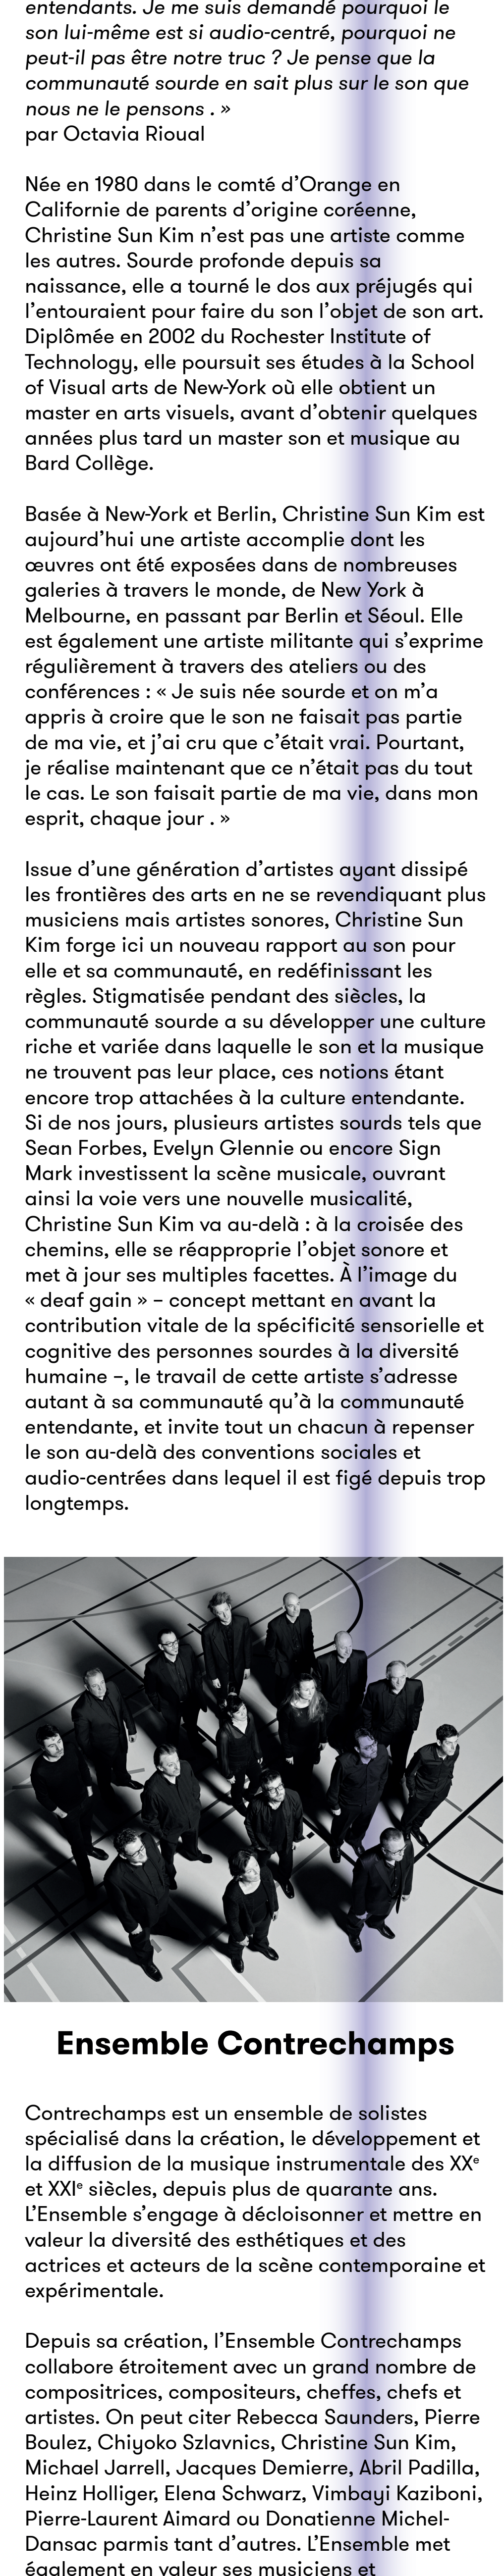 entendants. Je me suis demandé pourquoi le
son lui-même est si audio-centré, pourquoi ne
peut-il pas être notre truc ? Je pense que la
communauté sourde en sait plus sur le son que
nous ne le pensons . »
par Octavia Rioual
Née en 1980 dans le comté d’Orange en
Californie de parents d’origine coréenne,
Christine Sun Kim n’est pas une artiste comme
les autres. Sourde profonde depuis sa
naissance, elle a tourné le dos aux préjugés qui
l’entouraient pour faire du son l’objet de son art.
Diplômée en 2002 du Rochester Institute of
Technology, elle poursuit ses études à la School
of Visual arts de New-York où elle obtient un
master en arts visuels, avant d’obtenir quelques
années plus tard un master son et musique au
Bard Collège.
Basée à New-York et Berlin, Christine Sun Kim est
aujourd’hui une artiste accomplie dont les
œuvres ont été exposées dans de nombreuses
galeries à travers le monde, de New York à
Melbourne, en passant par Berlin et Séoul. Elle
est également une artiste militante qui s’exprime
régulièrement à travers des ateliers ou des
conférences : « Je suis née sourde et on m’a
appris à croire que le son ne faisait pas partie
de ma vie, et j’ai cru que c’était vrai. Pourtant,
je réalise maintenant que ce n’était pas du tout
le cas. Le son faisait partie de ma vie, dans mon
esprit, chaque jour . »
Issue d’une génération d’artistes ayant dissipé
les frontières des arts en ne se revendiquant plus
musiciens mais artistes sonores, Christine Sun
Kim forge ici un nouveau rapport au son pour
elle et sa communauté, en redéfinissant les
règles. Stigmatisée pendant des siècles, la
communauté sourde a su développer une culture
riche et variée dans laquelle le son et la musique
ne trouvent pas leur place, ces notions étant
encore trop attachées à la culture entendante.
Si de nos jours, plusieurs artistes sourds tels que
Sean Forbes, Evelyn Glennie ou encore Sign
Mark investissent la scène musicale, ouvrant
ainsi la voie vers une nouvelle musicalité,
Christine Sun Kim va au-delà : à la croisée des
chemins, elle se réapproprie l’objet sonore et
met à jour ses multiples facettes. À l’image du
« deaf gain » – concept mettant en avant la
contribution vitale de la spécificité sensorielle et
cognitive des personnes sourdes à la diversité
humaine –, le travail de cette artiste s’adresse
autant à sa communauté qu’à la communauté
entendante, et invite tout un chacun à repenser
le son au-delà des conventions sociales et
audio-centrées dans lequel il est figé depuis trop
longtemps.
Ensemble Contrechamps
Contrechamps est un ensemble de solistes
spécialisé dans la création, le développement et
la diffusion de la musique instrumentale des XXe
et XXIe siècles, depuis plus de quarante ans.
L’Ensemble s’engage à décloisonner et mettre en
valeur la diversité des esthétiques et des
actrices et acteurs de la scène contemporaine et
expérimentale.
Depuis sa création, l’Ensemble Contrechamps
collabore étroitement avec un grand nombre de
compositrices, compositeurs, cheffes, chefs et
artistes. On peut citer Rebecca Saunders, Pierre
Boulez, Chiyoko Szlavnics, Christine Sun Kim,
Michael Jarrell, Jacques Demierre, Abril Padilla,
Heinz Holliger, Elena Schwarz, Vimbayi Kaziboni,
Pierre-Laurent Aimard ou Donatienne Michel-
Dansac parmis tant d’autres. L’Ensemble met
également en valeur ses musiciens et